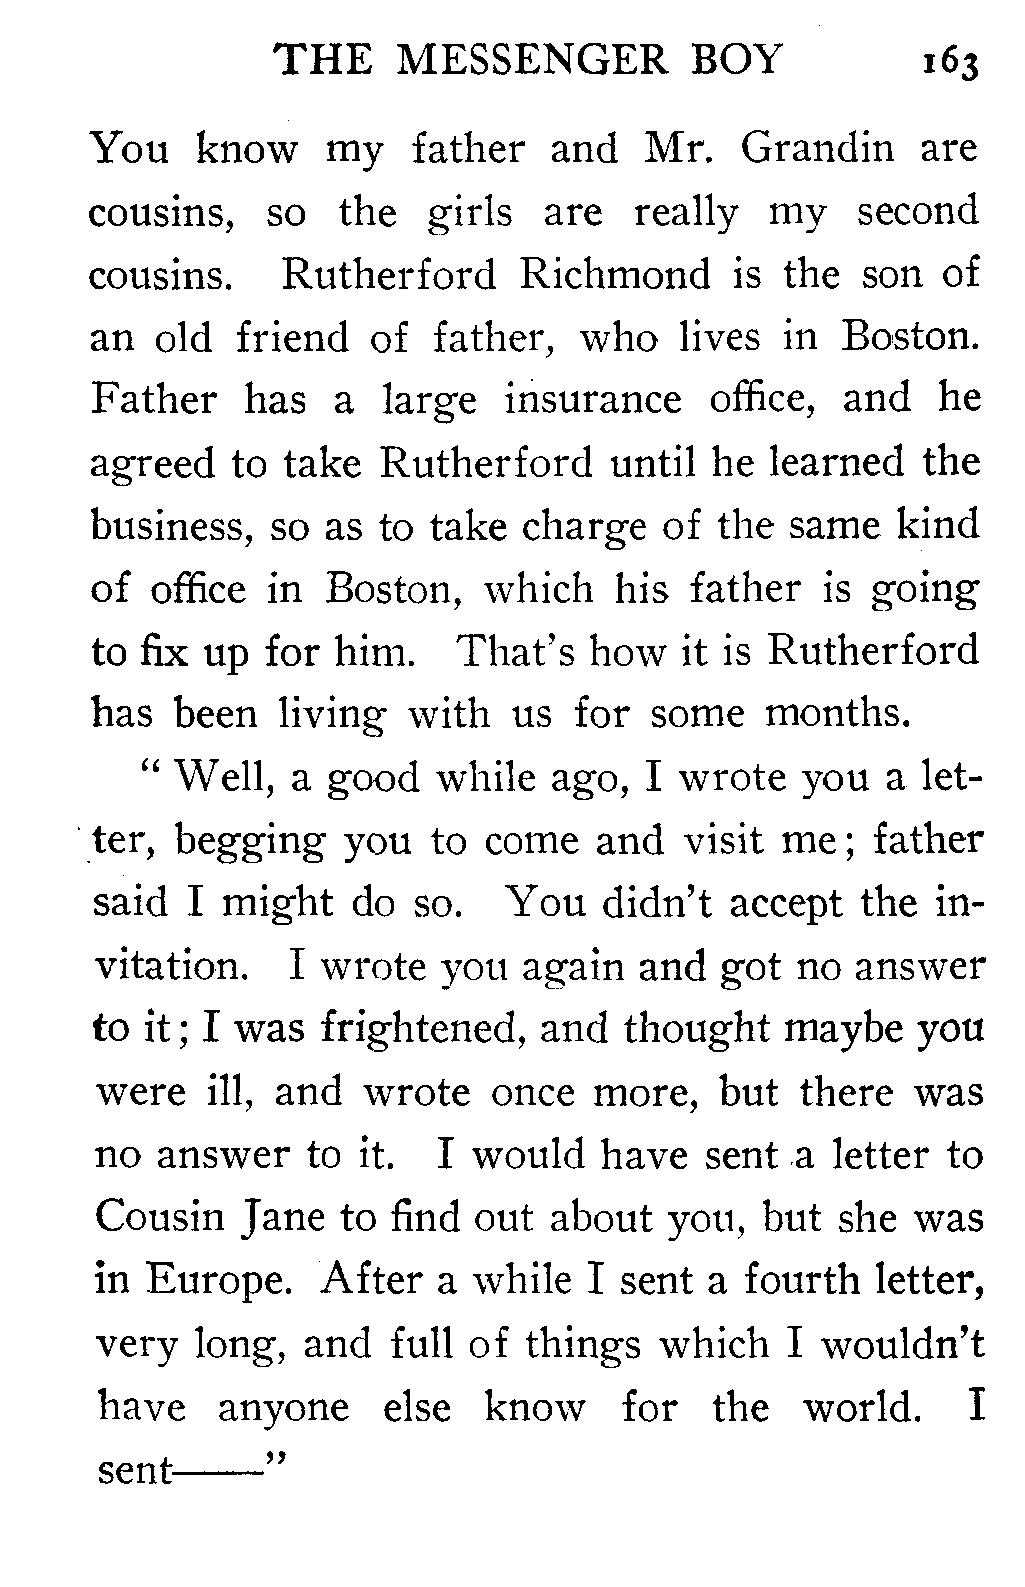 THE MESSENGER BOY 163
You know my father and Mr. Grandin are
cousins, so the girls are really my second
cousins. Rutherford Richmond is the son of
an old friend of father, who lives in Boston.
Father has a large insurance office, and he
agreed to take Rutherford until he learned the
business, so as to take charge of the same kind
of office in Boston, which his father is going
to fix up for him. That's how it is Rutherford
has been living with us for some months.
“ Well, a good while ago, I wrote you a let-
ter, begging you to come and visit me; father
said I might do so. You didn't accept the in-
vitation. I wrote you again and got no answer
to it; I was frightened, and thought maybe you
were ill, and wrote once more, but there was
no answer to it. I would have sent a letter to
Cousin Jane to find out about you, but she was
in Europe. After a while I sent a fourth letter,
very long, and full of things which I wouldn't
have anyone else know for the world. I
sent——”